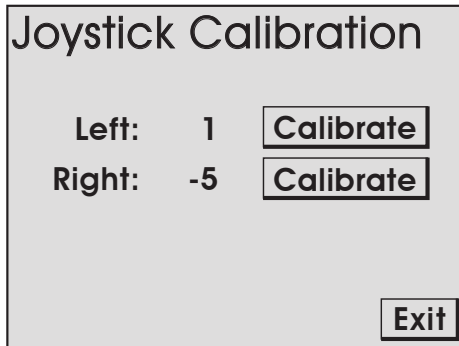 Joystick Calibration
Left: 1 Calibrate
Right: -5 Calibrate
Exit